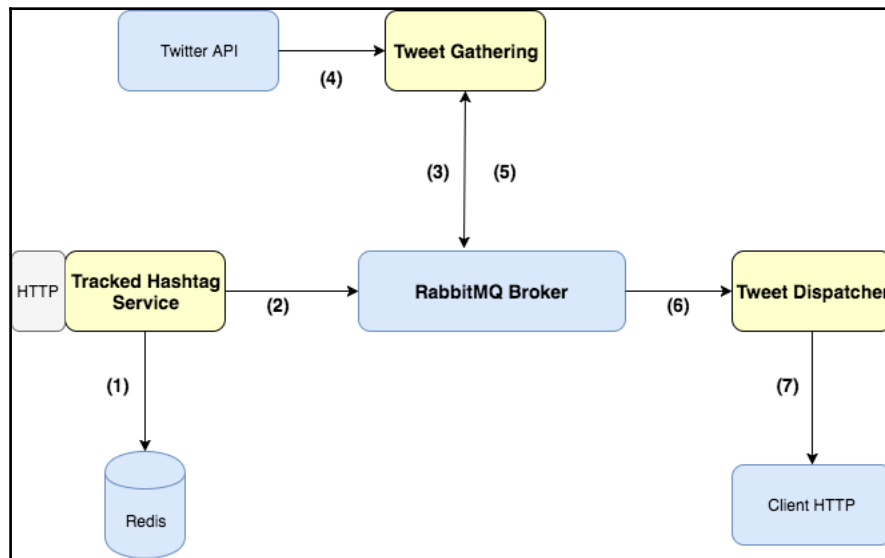 Twitter API
(4)
Tweet Gathering
(3)
(5)
HTTP
Tracked Hashtag
Service
(2)
RabbitMQ Broker
(6)
Tweet Dispatcher
(1)
(7)
Redis
Client HTTP